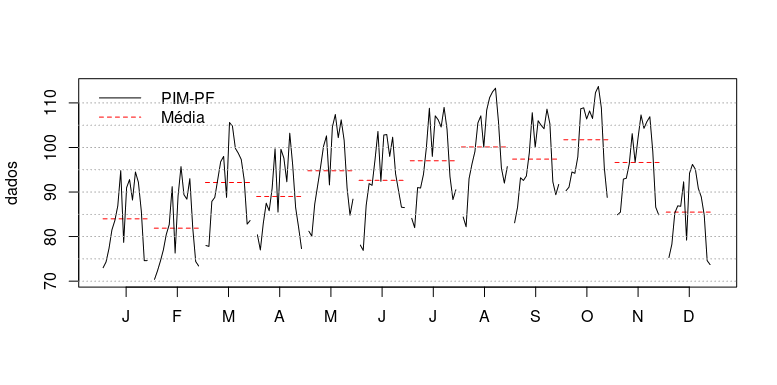 PIM-PF
Média
dados
110
100
90
80
70
J F M A M J J A S O N D